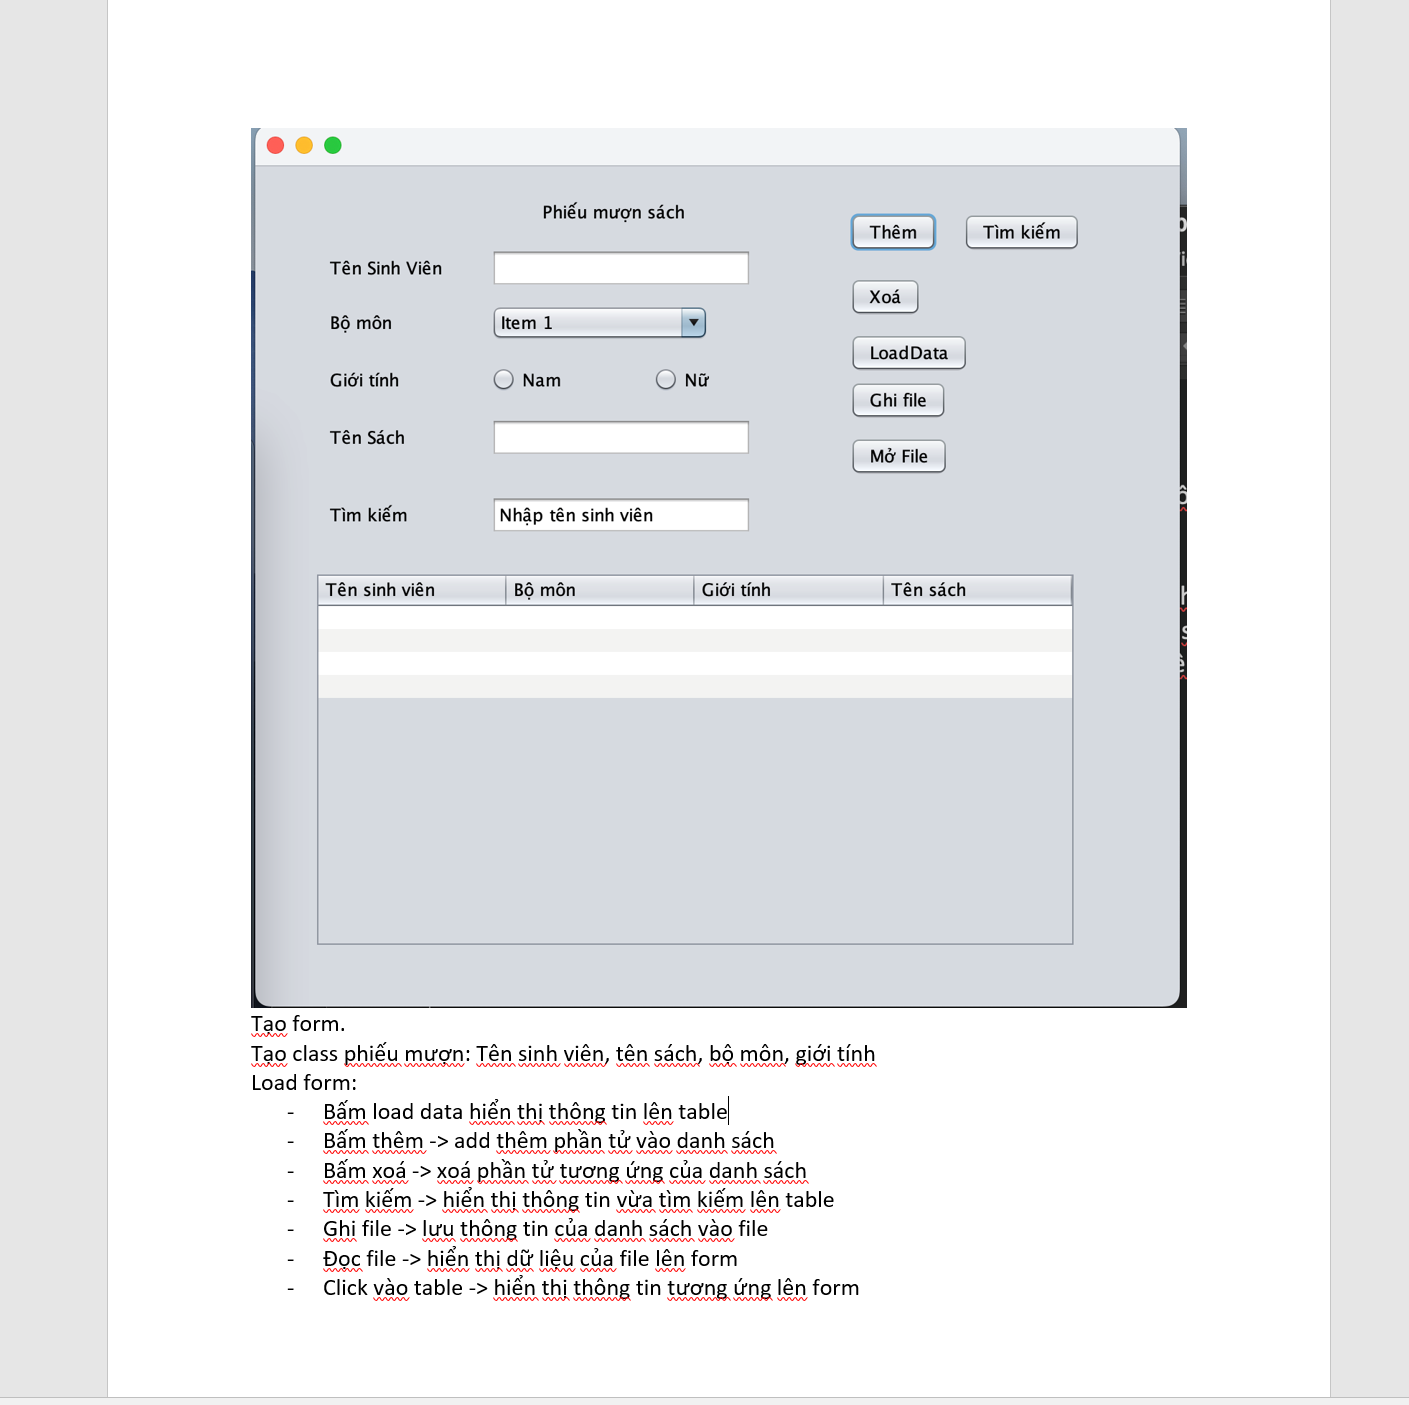 Phiếu mượn sách
Thêm
Tìm kiếm
Tên Sinh Viên
Xoá
Bộ môn
Item 1
LoadData
Giới tính
Nam
Nữ
Ghi file
Tên Sách
Mở File
Tìm kiếm
Nhập tên sinh viên
Tên sinh viên
Bộ môn
Giới tính
Tên sách
Tạo form.
Tạo class phiếu mượn: Tên sinh viên, tên sách, bộ môn, giới tính
Load form:
- Bấm load data hiển thị thông tin lên table
- Bấm thêm -> add thêm phần tử vào danh sách
- Bấm xoá -> xoá phần tử tương ứng của danh sách
- Tìm kiếm -> hiển thị thông tin vừa tìm kiếm lên table
- Ghi file -> lưu thông tin của danh sách vào file
- Đọc file -> hiển thị dữ liệu của file lên form
- Click vào table -> hiển thị thông tin tương ứng lên form